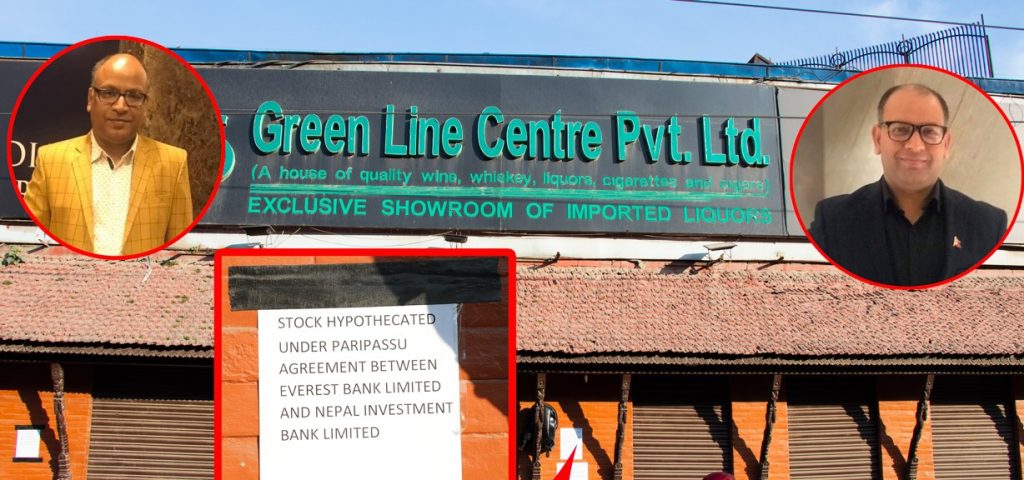 Green Line Centre Pvt. Ltd.
(A house of quality wine, whiskey, liquors, cigarettes and cigars)
EXCLUSIVE SHOWROOM OF IMPORTED LIQUORS
STOCK HYPOTHECATED
UNDER PARIPASSU
AGREEMENT BETWEEN
EVEREST BANK LIMITED
AND NEPAL INVESTMENT
BANK LIMITED